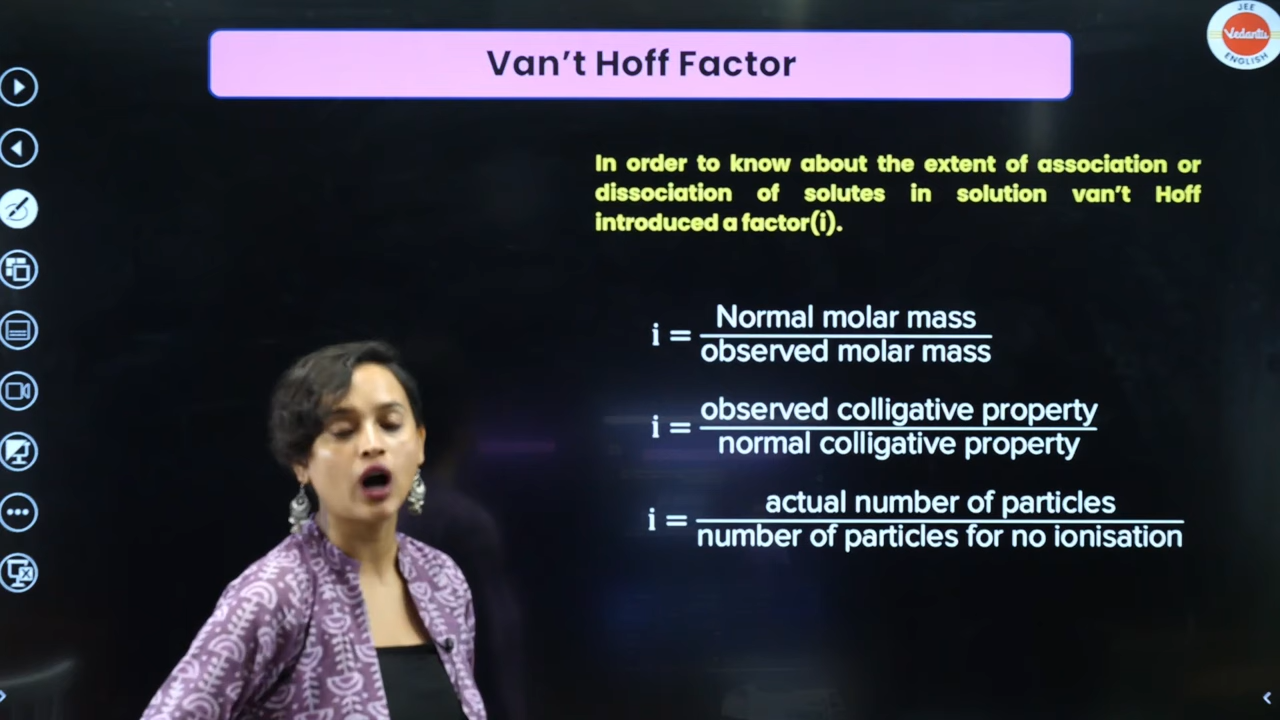 JEE
Vedantu
ENGLISH
Van’t Hoff Factor
In order to know about the extent of association or
dissociation of solutes in solution van’t Hoff
introduced a factor(i).
i = Normal molar mass
observed molar mass
i = observed colligative property
normal colligative property
i = actual number of particles
number of particles for no ionisation